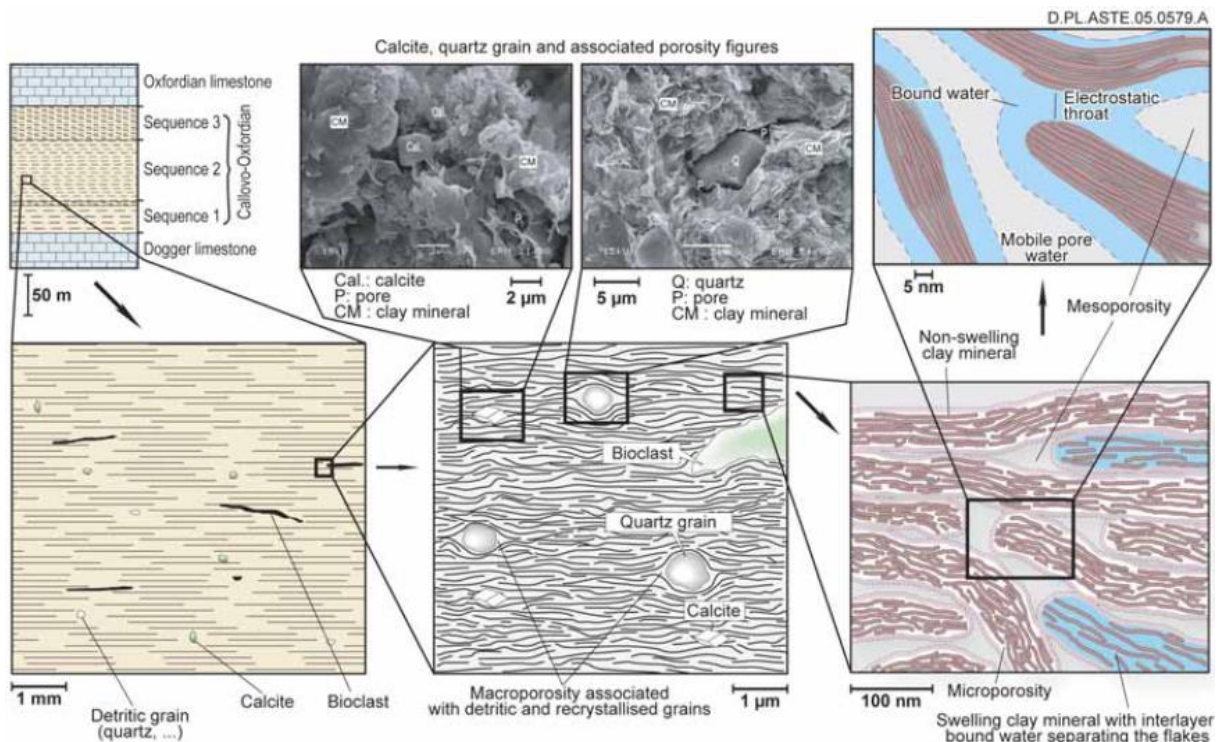 D.PL.ASTE.05.0579.A
Calcite, quartz grain and associated porosity figures
Oxfordian limestone
Sequence 3
Sequence 2
Sequence 1
Callovo-Oxfordian
Dogger limestone
50 m
CM
Cal
CM
P
Cal.: calcite
P: pore
CM : clay mineral
2 µm
CM
P
Q
CM
5 µm
Q: quartz
P: pore
CM : clay mineral
Bound water
Electrostatic
throat
Mobile pore
water
5 nm
Mesoporosity
Non-swelling
clay mineral
Bioclast
Quartz grain
Calcite
1 mm
Detritic grain
(quartz, ...)
Calcite
Bioclast
Macroporosity associated
with detritic and recrystallised grains
1 µm
100 nm
Microporosity
Swelling clay mineral with interlayer
bound water separating the flakes